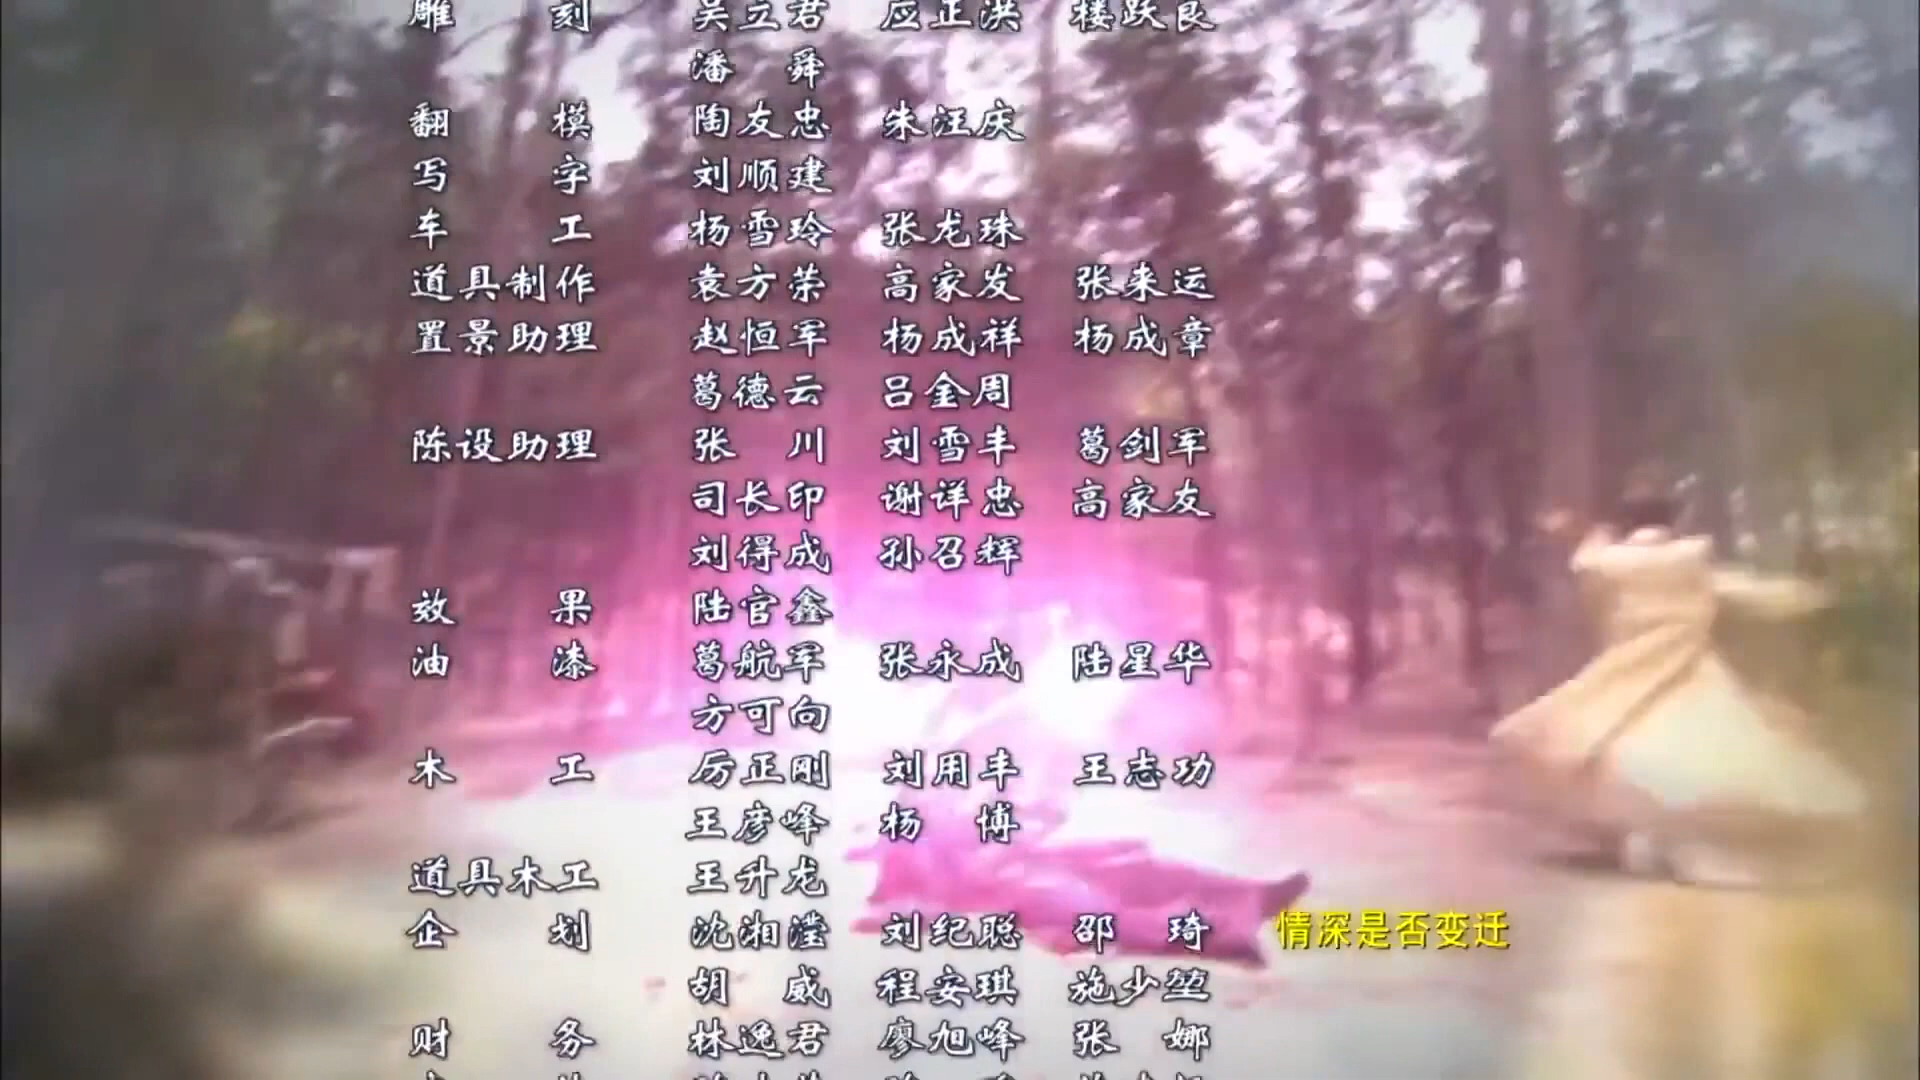 雕刻 吴立君 应正洪 楼跃良
潘舜
翻模 陶友忠 朱汪庆
写字 刘顺建
车工 杨雪玲 张龙珠
道具制作 袁方荣 高家发 张来运
置景助理 赵恒军 杨成祥 杨成章
葛德云 吕金周
陈设助理 张川 刘雪丰 葛剑军
司长印 谢详忠 高家友
刘得成 孙召辉
效果 陆官鑫
油漆 葛航军 张永成 陆星华
方可向
木工 厉正刚 刘用丰 王志功
王彦峰 杨博
道具木工 王升龙
企划 沈湘滢 刘纪聪 邵琦
情深是否变迁
胡威 程安琪 施少堃
财务 林逸君 廖旭峰 张娜